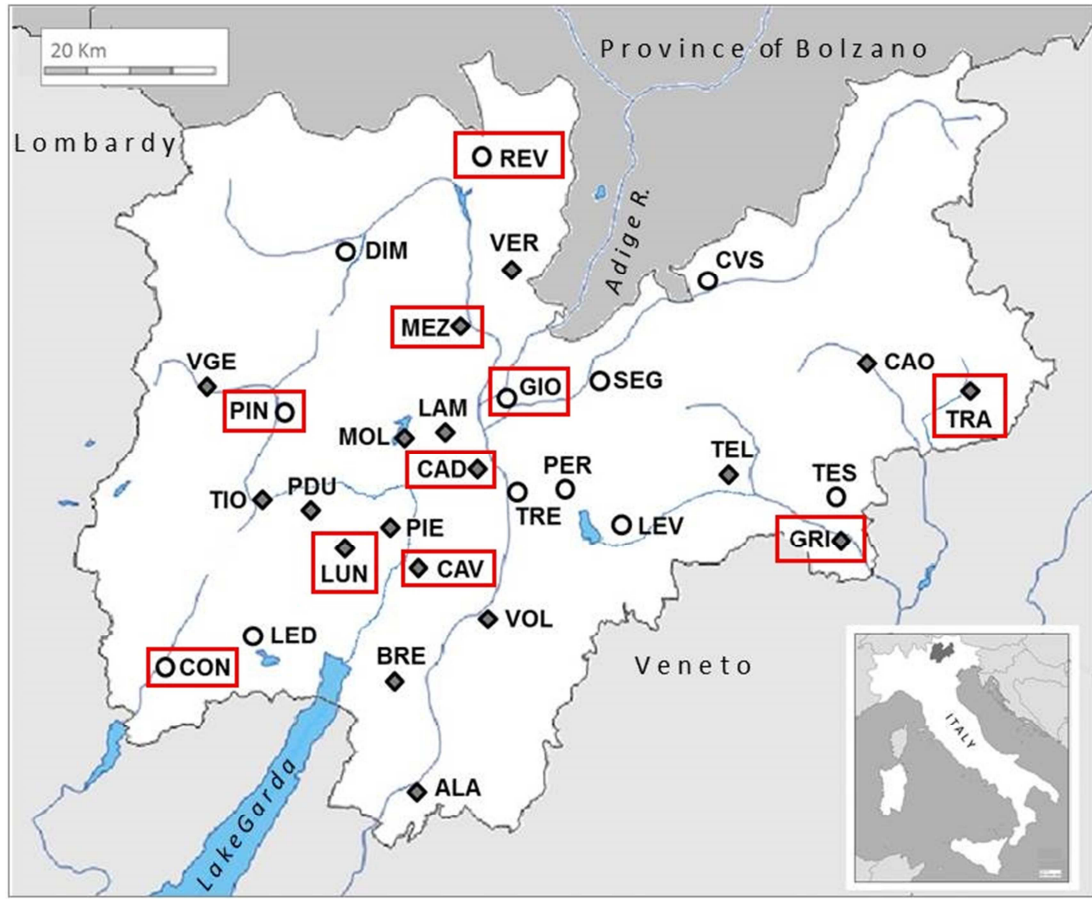 20 Km
Province of Bolzano
Lombardy
REV
Adige R.
DIM
VER
CVS
MEZ
VGE
CAO
GIO
SEG
PIN
LAM
TRA
MOL
CAD
PER
TEL
TES
TIO
PDU
TRE
PIE
LEV
GRI
LUN
CAV
VOL
LED
BRE
Veneto
CON
ALA
Lake Garda
ITALY